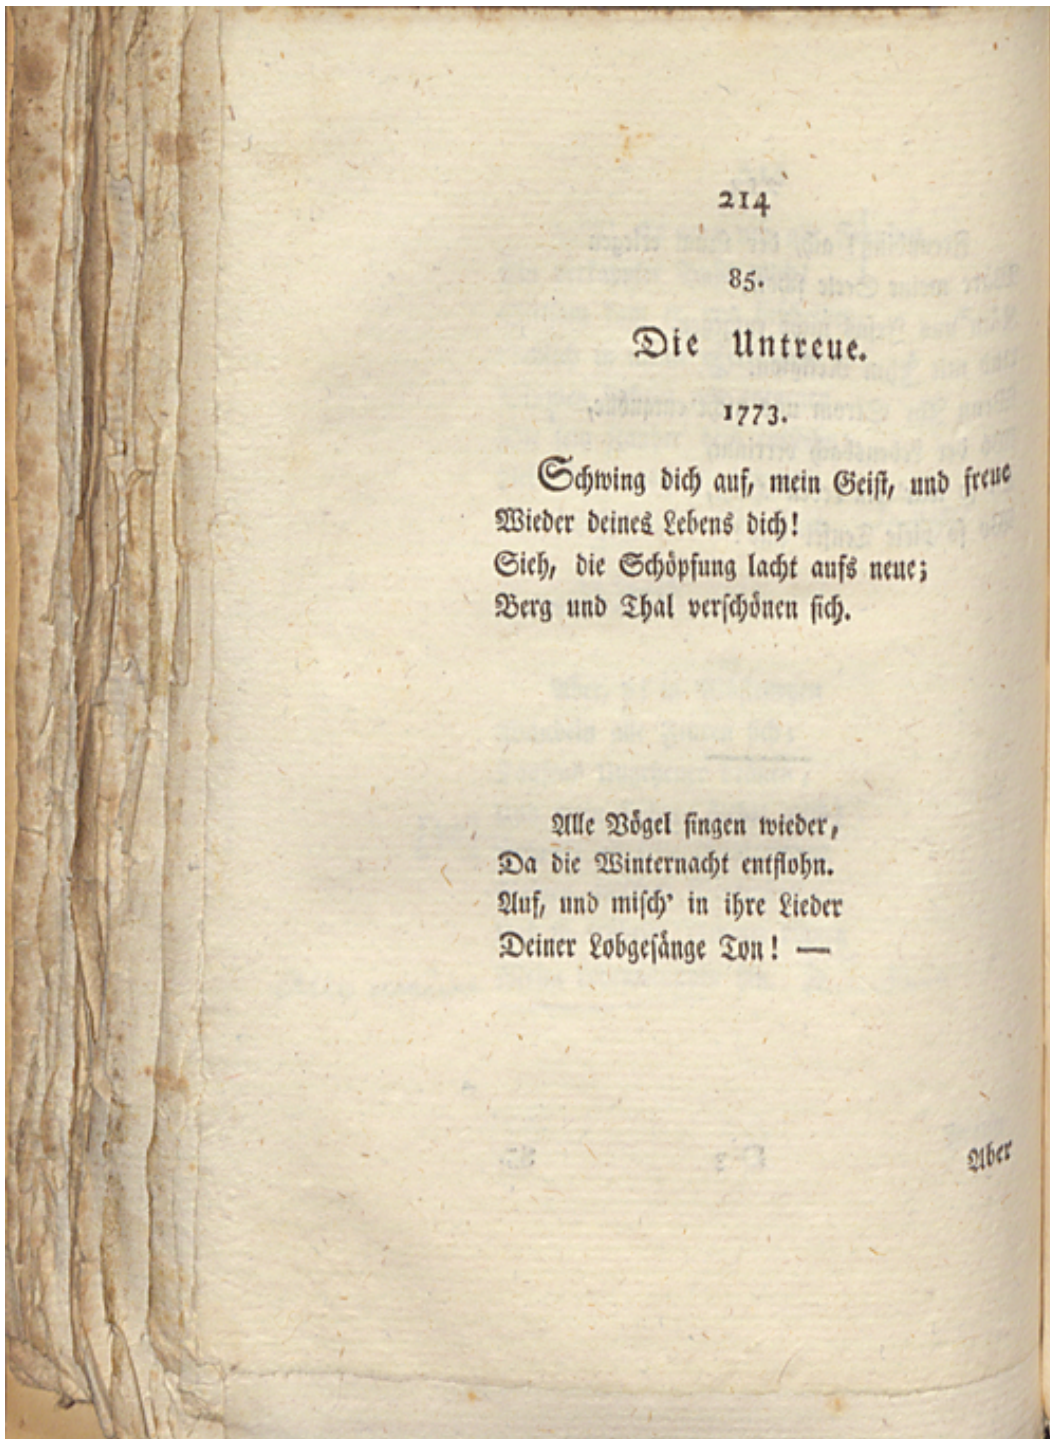 214
85.
Die Untreue.
1773.
Schwing dich auf, mein Geist, und freue
Wieder deines Lebens dich!
Sieh, die Schöpfung lacht aufs neue;
Berg und Thal verschönen sich.
Alle Vögel singen wieder,
Da die Winternacht entflohn.
Auf, und misch' in ihre Lieder
Deiner Lobgesänge Ton! —
Aber